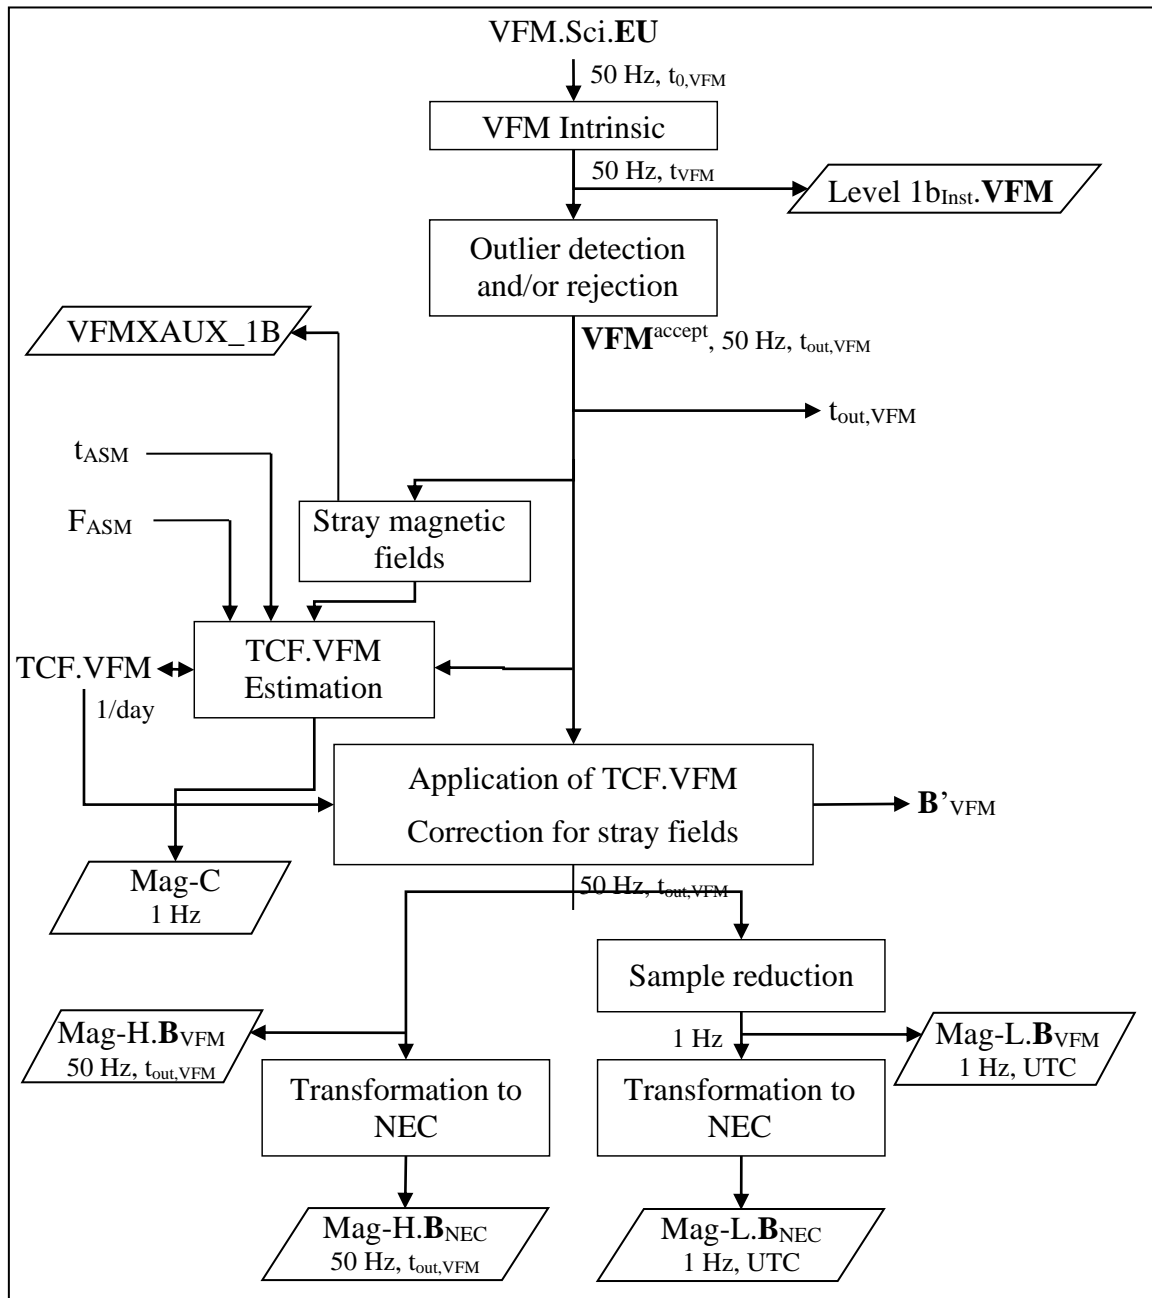 VFM.Sci.EU
50 Hz, t0,VFM
VFM Intrinsic
50 Hz, tVFM
Level 1bInst.VFM
Outlier detection
and/or rejection
VFMXAUX_1B
VFMaccept, 50 Hz, tout,VFM
tout,VFM
tASM
FASM
Stray magnetic
fields
TCF.VFM
Estimation
TCF.VFM
1/day
Application of TCF.VFM
Correction for stray fields
B’VFM
Mag-C
1 Hz
50 Hz, tout,VFM
Sample reduction
Mag-H.BVFM
50 Hz, tout,VFM
1 Hz
Mag-L.BVFM
1 Hz, UTC
Transformation to
NEC
Transformation to
NEC
Mag-H.BNEC
50 Hz, tout,VFM
Mag-L.BNEC
1 Hz, UTC